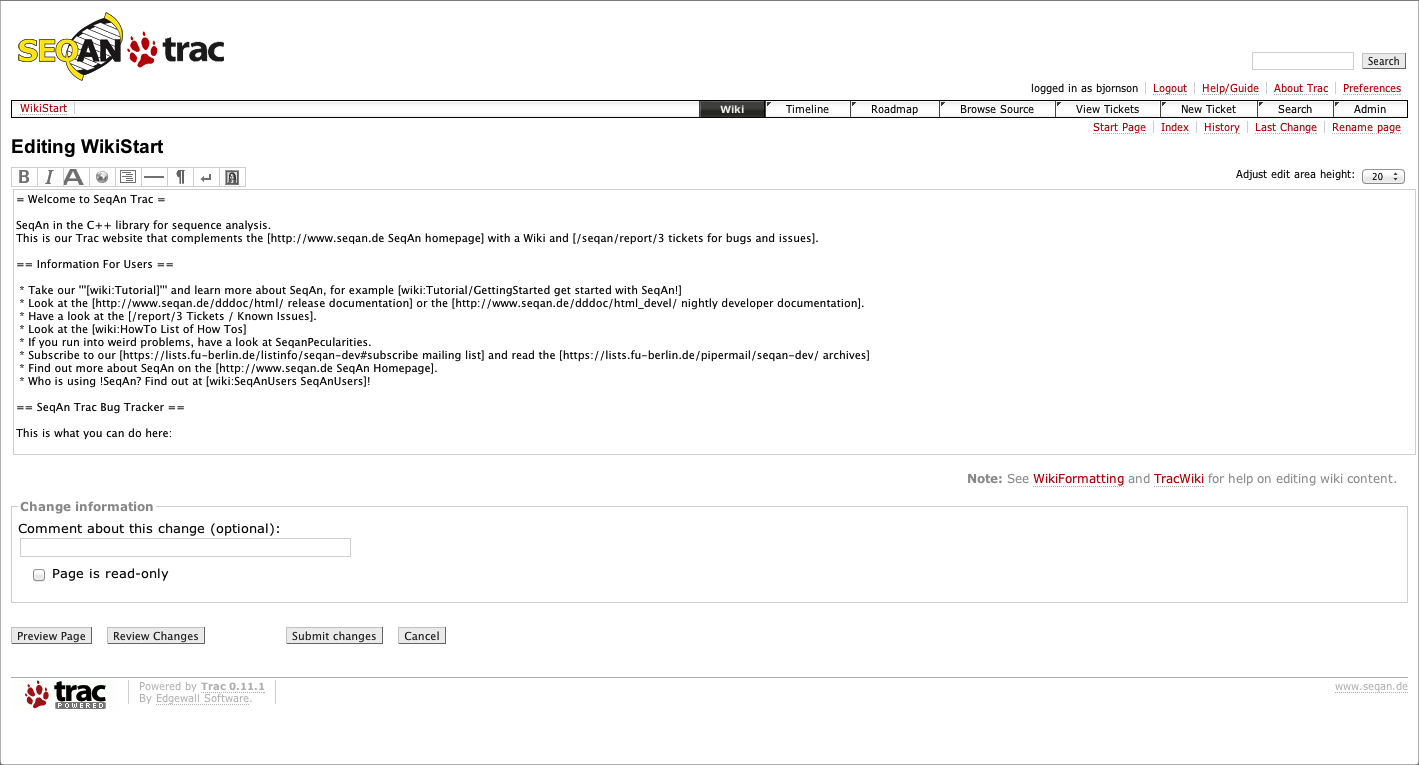 SEQAN trac
Search
logged in as bjornson Logout Help/Guide About Trac Preferences
WikiStart Wiki Timeline Roadmap Browse Source View Tickets New Ticket Search Admin
Start Page Index History Last Change Rename page
Editing WikiStart
B I A ¶ Adjust edit area height: 20
= Welcome to SeqAn Trac =
SeqAn in the C++ library for sequence analysis.
This is our Trac website that complements the [http://www.seqan.de SeqAn homepage] with a Wiki and [/seqan/report/3 tickets for bugs and issues].
== Information For Users ==
* Take our '''[wiki:Tutorial]''' and learn more about SeqAn, for example [wiki:Tutorial/GettingStarted get started with SeqAn!]
* Look at the [http://www.seqan.de/dddoc/html/ release documentation] or the [http://www.seqan.de/dddoc/html_devel/ nightly developer documentation].
* Have a look at the [/report/3 Tickets / Known Issues].
* Look at the [wiki:HowTo List of How Tos]
* If you run into weird problems, have a look at SeqanPecularities.
* Subscribe to our [https://lists.fu-berlin.de/listinfo/seqan-dev#subscribe mailing list] and read the [https://lists.fu-berlin.de/pipermail/seqan-dev/ archives]
* Find out more about SeqAn on the [http://www.seqan.de SeqAn Homepage].
* Who is using !SeqAn? Find out at [wiki:SeqAnUsers SeqAnUsers]!
== SeqAn Trac Bug Tracker ==
This is what you can do here:
Note: See WikiFormatting and TracWiki for help on editing wiki content.
Change information
Comment about this change (optional):
Page is read-only
Preview Page Review Changes Submit changes Cancel
trac POWERED
Powered by Trac 0.11.1
By Edgewall Software.
www.seqan.de